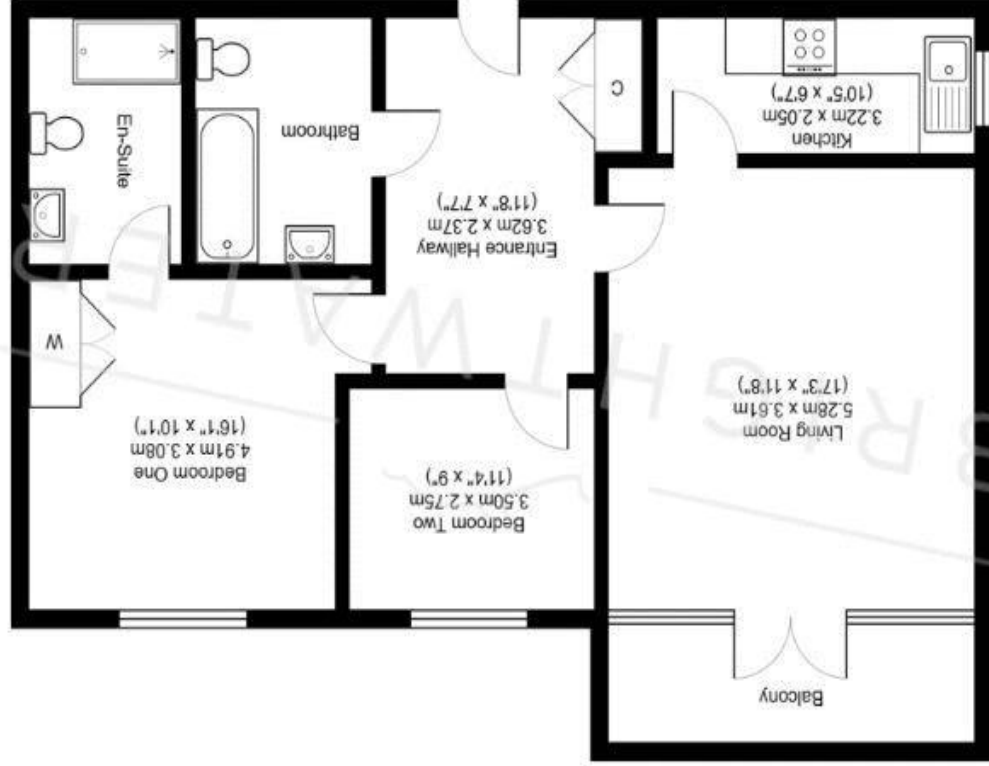 Balcony
Living Room
5.28m x 3.61m
(17'3" x 11'8")
Bedroom Two
3.50m x 2.75m
(11'4" x 9")
Bedroom One
4.91m x 3.08m
(16'1" x 10'1")
W
Entrance Hallway
3.62m x 2.37m
(11'8" x 7'7")
Kitchen
3.22m x 2.05m
(10'5" x 6'7")
C
Bathroom
En-Suite
BRIGHTWATER